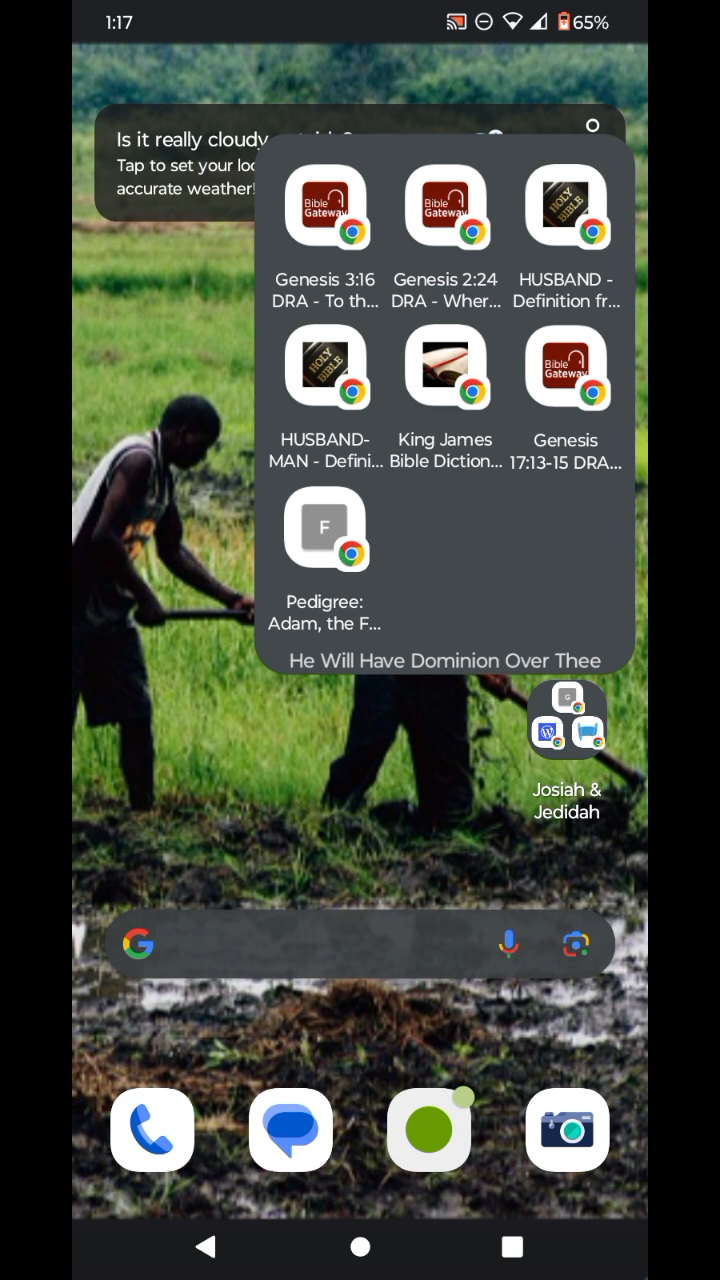 1:17
65%
Is it really cloudy
Tap to set your loc
accurate weather!
Bible
Gateway
Bible
Gateway
HOLY
BIBLE
Genesis 3:16
DRA - To th...
Genesis 2:24
DRA - Wher...
HUSBAND -
Definition fr...
HOLY
BIBLE
Bible
Gateway
HUSBAND-
MAN - Defini...
King James
Bible Diction...
Genesis
17:13-15 DRA...
F
Pedigree:
Adam, the F...
He Will Have Dominion Over Thee
G
W
Josiah &
Jedidah
G